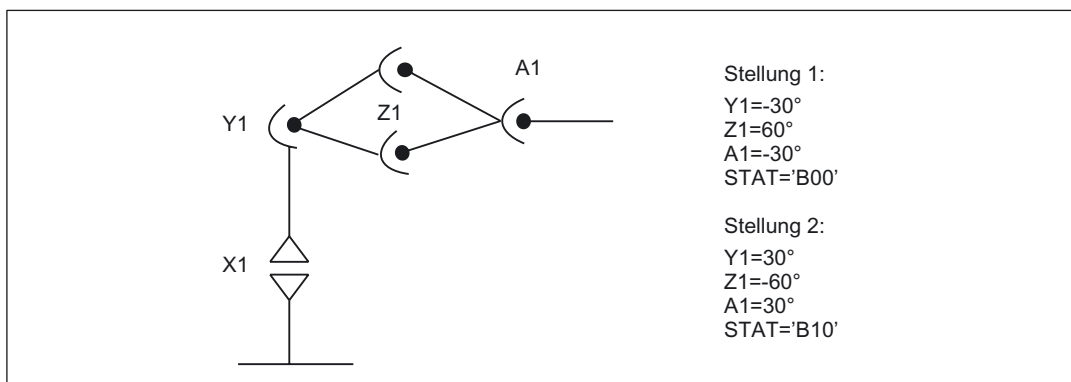 A1
Z1
Y1
X1
Stellung 1:
Y1=-30°
Z1=60°
A1=-30°
STAT='B00'
Stellung 2:
Y1=30°
Z1=-60°
A1=30°
STAT='B10'